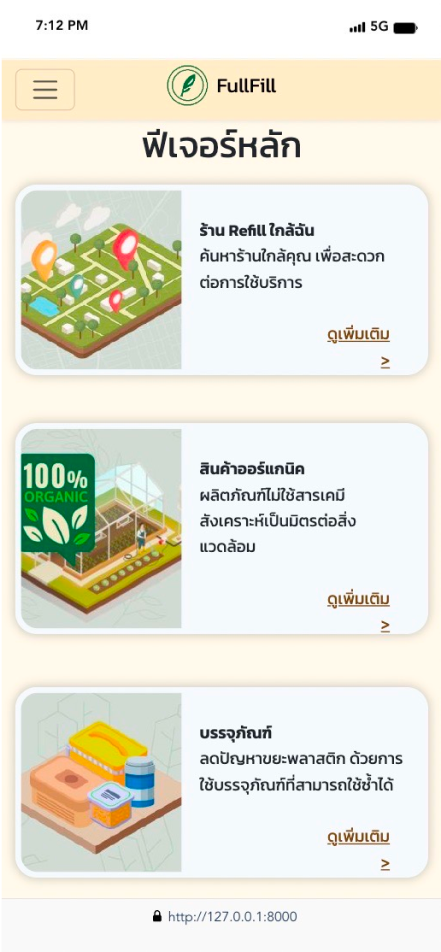 7:12 PM
5G
FullFill
ฟีเจอร์หลัก
ร้าน Refill ใกล้ฉัน
ค้นหาร้านใกล้คุณ เพื่อสะดวก
ต่อการใช้บริการ
ดูเพิ่มเติม
>
100%
ORGANIC
สินค้าออร์แกนิค
ผลิตภัณฑ์ไม่ใช้สารเคมี
สังเคราะห์เป็นมิตรต่อสิ่ง
แวดล้อม
ดูเพิ่มเติม
>
บรรจุภัณฑ์
ลดปัญหาขยะพลาสติก ด้วยการ
ใช้บรรจุภัณฑ์ที่สามารถใช้ซ้ำได้
ดูเพิ่มเติม
>
http://127.0.0.1:8000